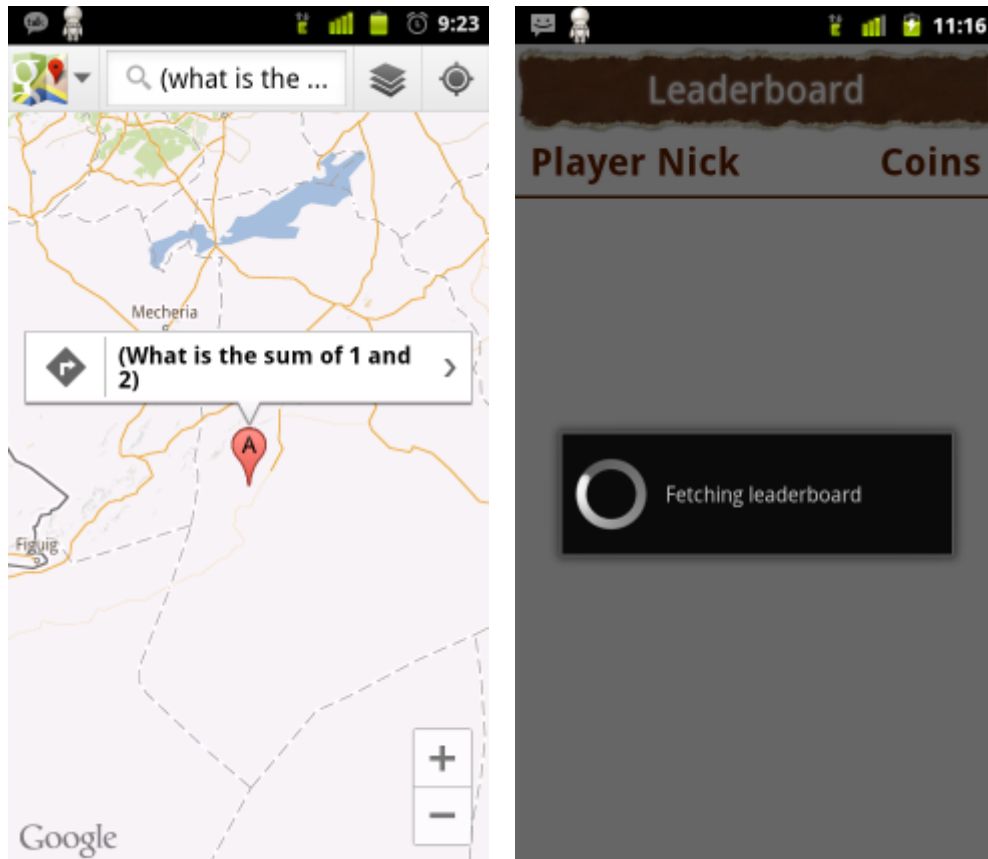 9:23
(what is the ...
Mecheria
(What is the sum of 1 and
2)
A
Figuig
Google
11:16
Leaderboard
Player Nick Coins
Fetching leaderboard